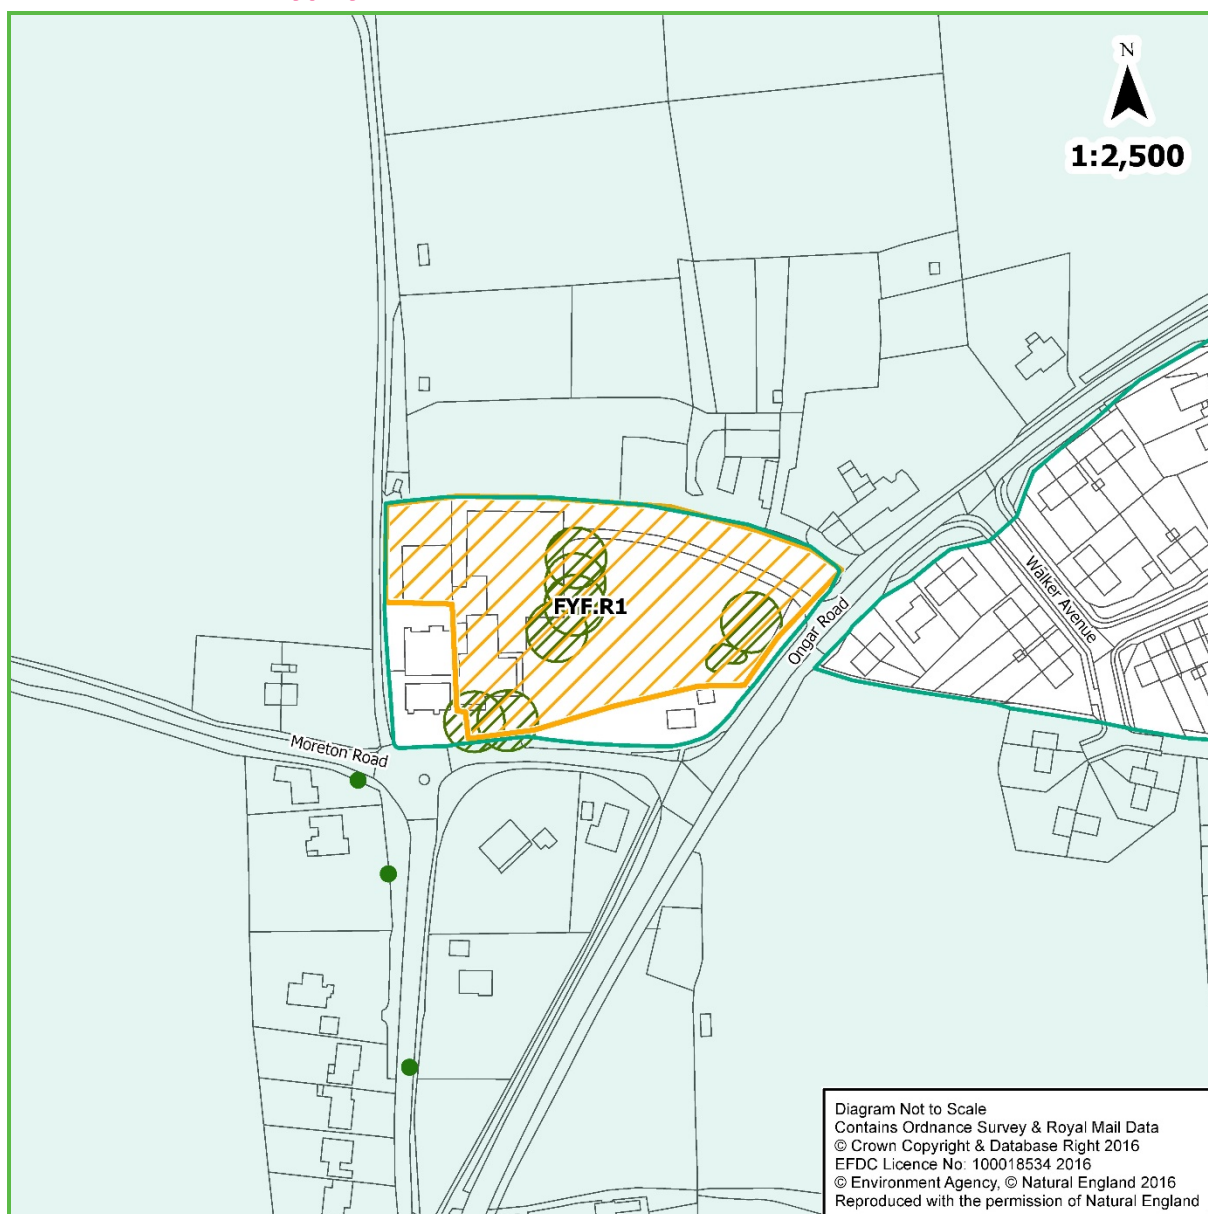 N
1:2,500
FYF.R1
Ongar Road
Walker Avenue
Moreton Road
Diagram Not to Scale
Contains Ordnance Survey & Royal Mail Data
© Crown Copyright & Database Right 2016
EFDC Licence No: 100018534 2016
© Environment Agency, © Natural England 2016
Reproduced with the permission of Natural England